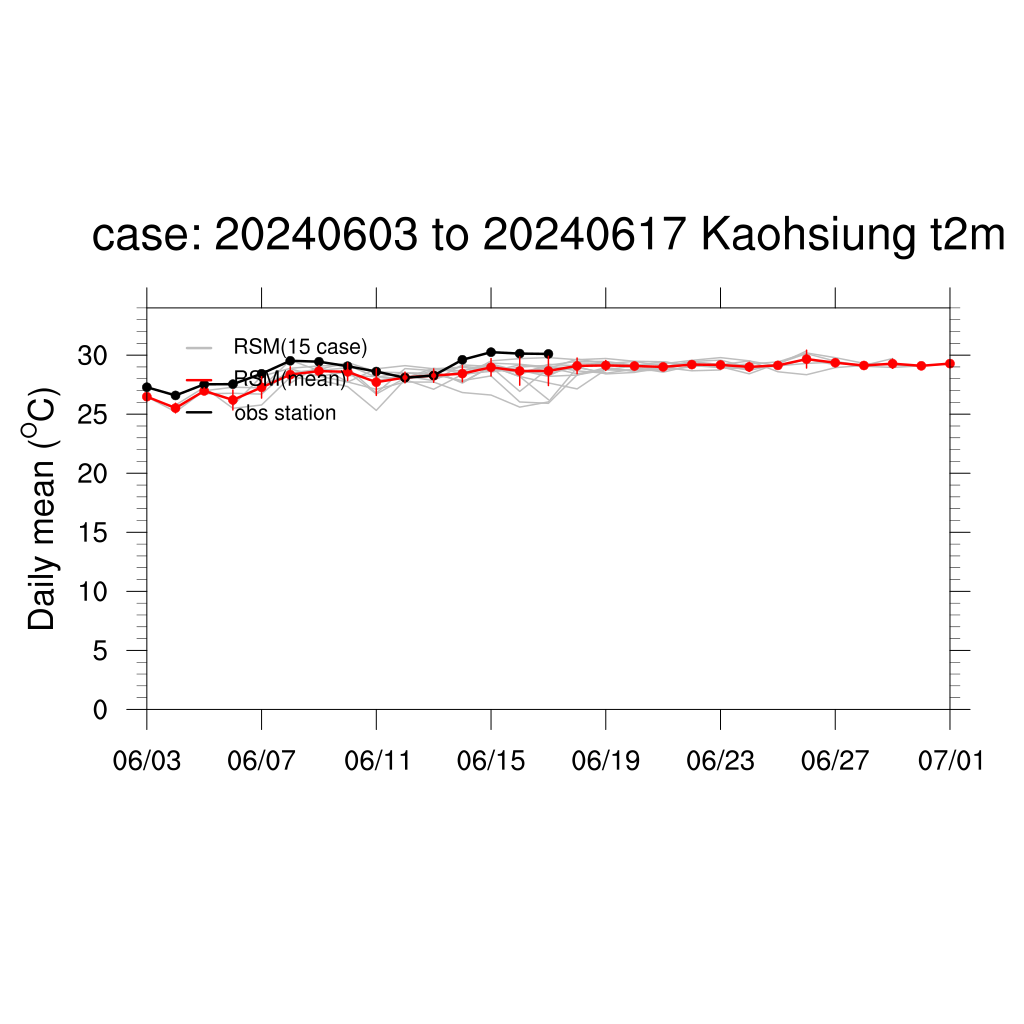 case: 20240603 to 20240617 Kaohsiung t2m
Daily mean (°C)
30
25
20
15
10
5
0
RSM(15 case)
RSM(mean)
obs station
06/03 06/07 06/11 06/15 06/19 06/23 06/27 07/01